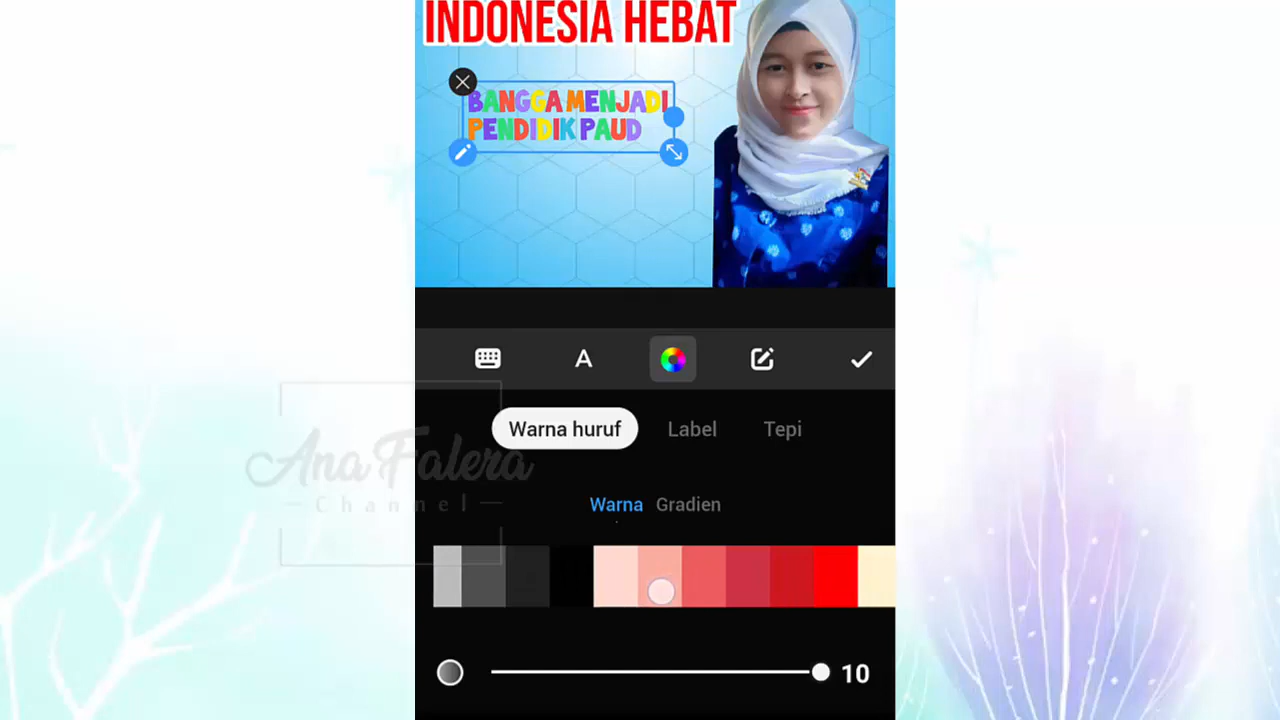 INDONESIA HEBAT
BANGGA MENJADI
PENDIDIK PAUD
A
Warna huruf Label Tepi
Ana Falera
Channel
Warna Gradien
10